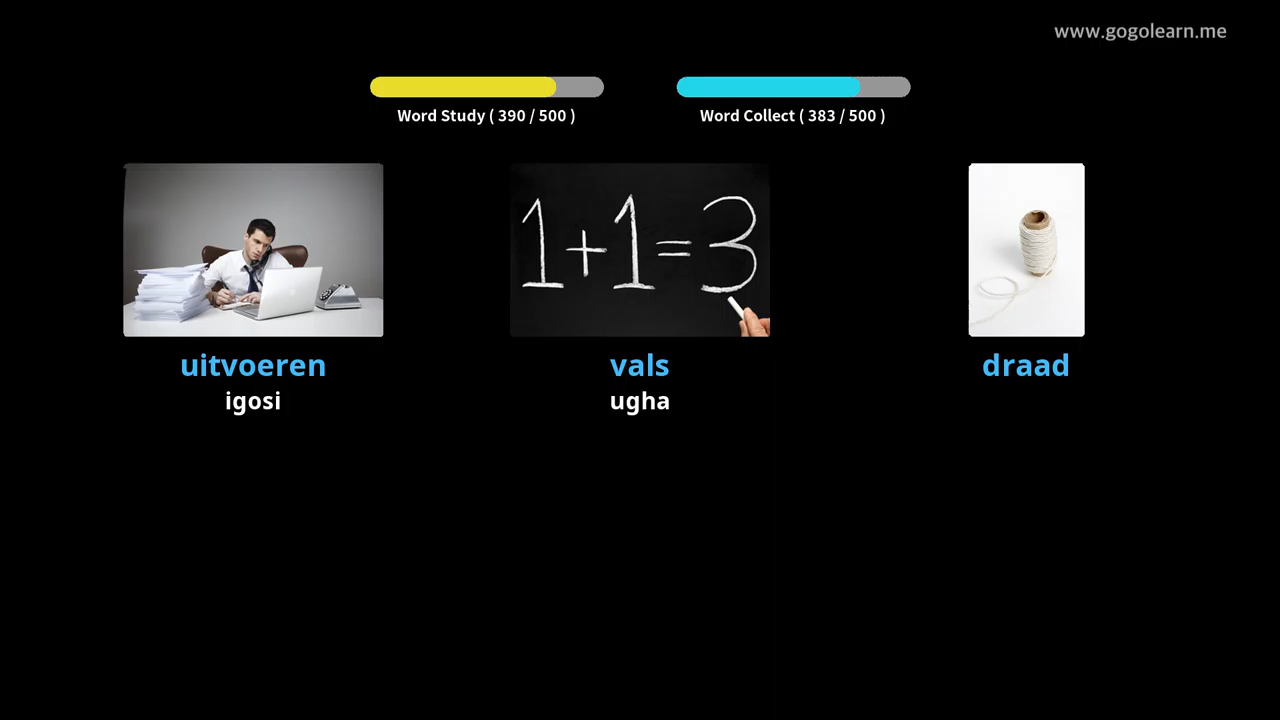 www.gogolearn.me
Word Study ( 390 / 500 )
Word Collect ( 383 / 500 )
1+1=3
uitvoeren
vals
draad
igosi
ugha